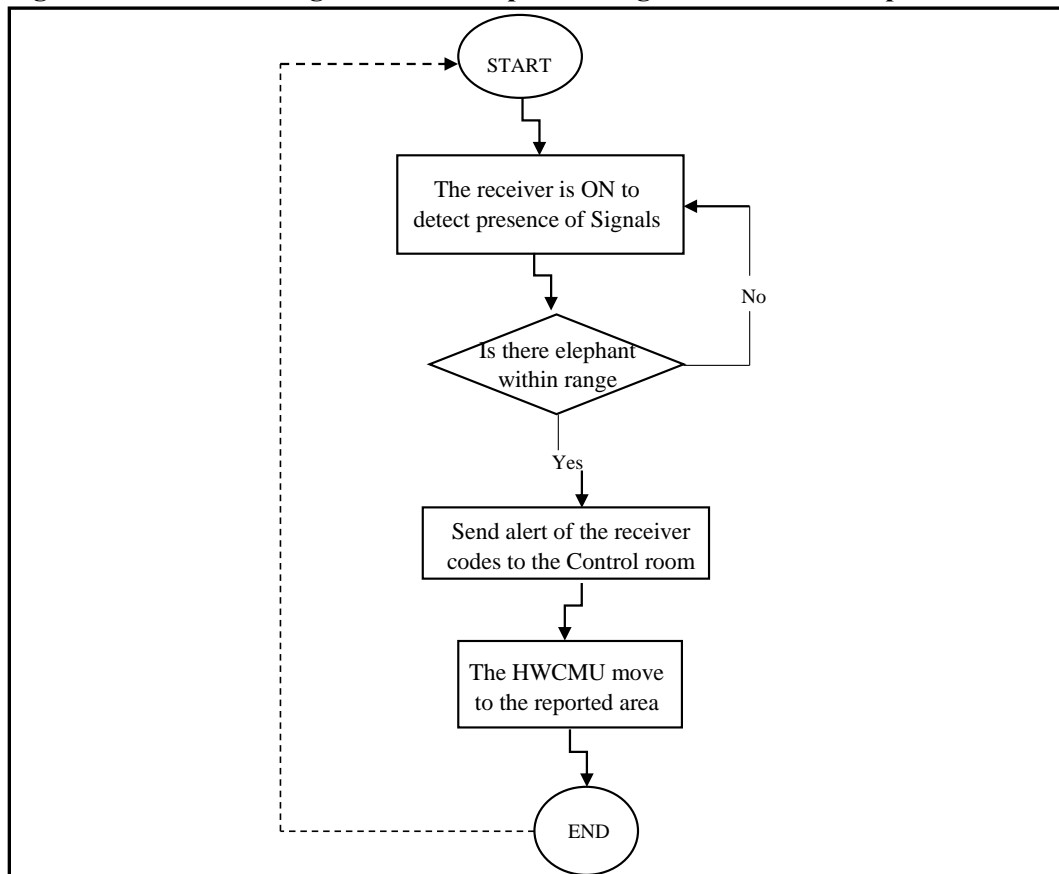 START
The receiver is ON to
detect presence of Signals
No
Is there elephant
within range
Yes
Send alert of the receiver
codes to the Control room
The HWCMU move
to the reported area
END